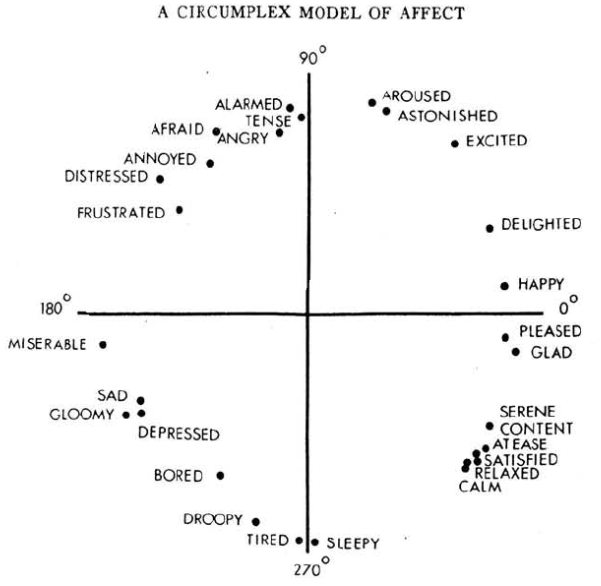 A CIRCUMPLEX MODEL OF AFFECT
90°
AROUSED
ALARMED
TENSE
ASTONISHED
AFRAID
ANGRY
EXCITED
ANNOYED
DISTRESSED
FRUSTRATED
DELIGHTED
HAPPY
180°
0°
PLEASED
MISERABLE
GLAD
SAD
SERENE
GLOOMY
CONTENT
DEPRESSED
AT EASE
SATISFIED
BORED
RELAXED
CALM
DROOPY
TIRED
SLEEPY
270°